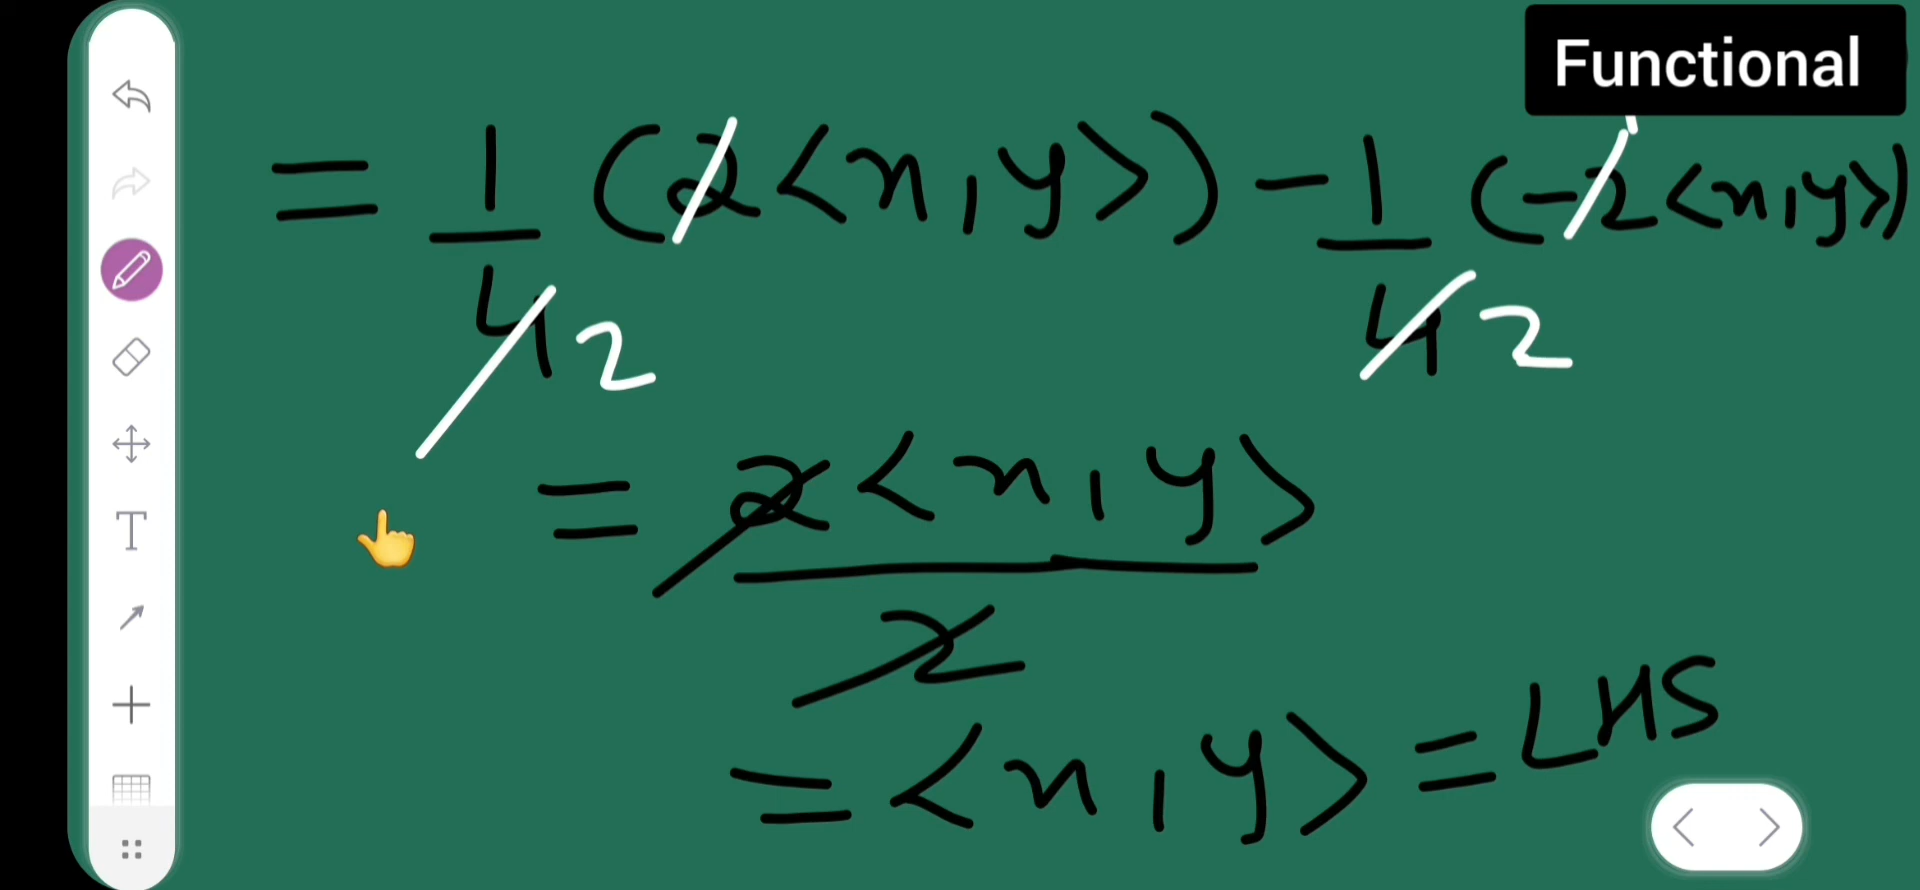 Functional
= 1/4 2 (2<x,y>) - 1/4 2 (-2<x,y>)
= 2<x,y>/2
= <x,y> = LHS